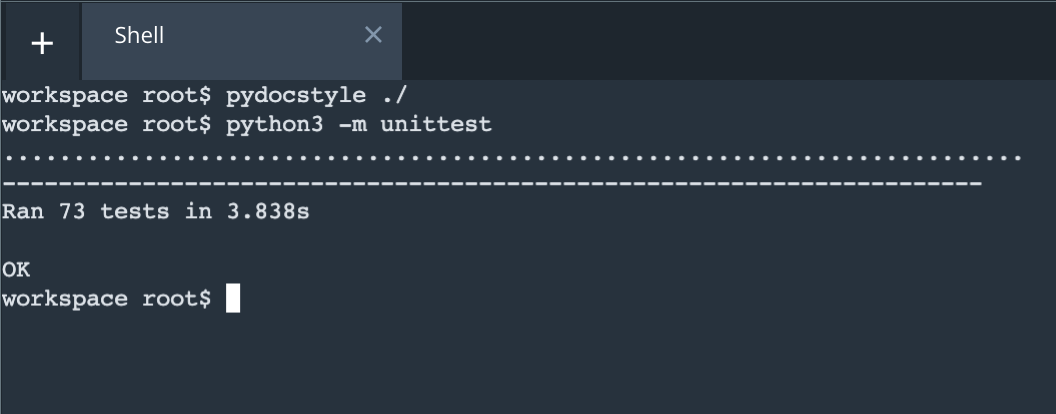 + Shell ×
workspace root$ pydocstyle ./
workspace root$ python3 -m unittest
.........................................................................
----------------------------------------------------------------------
Ran 73 tests in 3.838s
OK
workspace root$